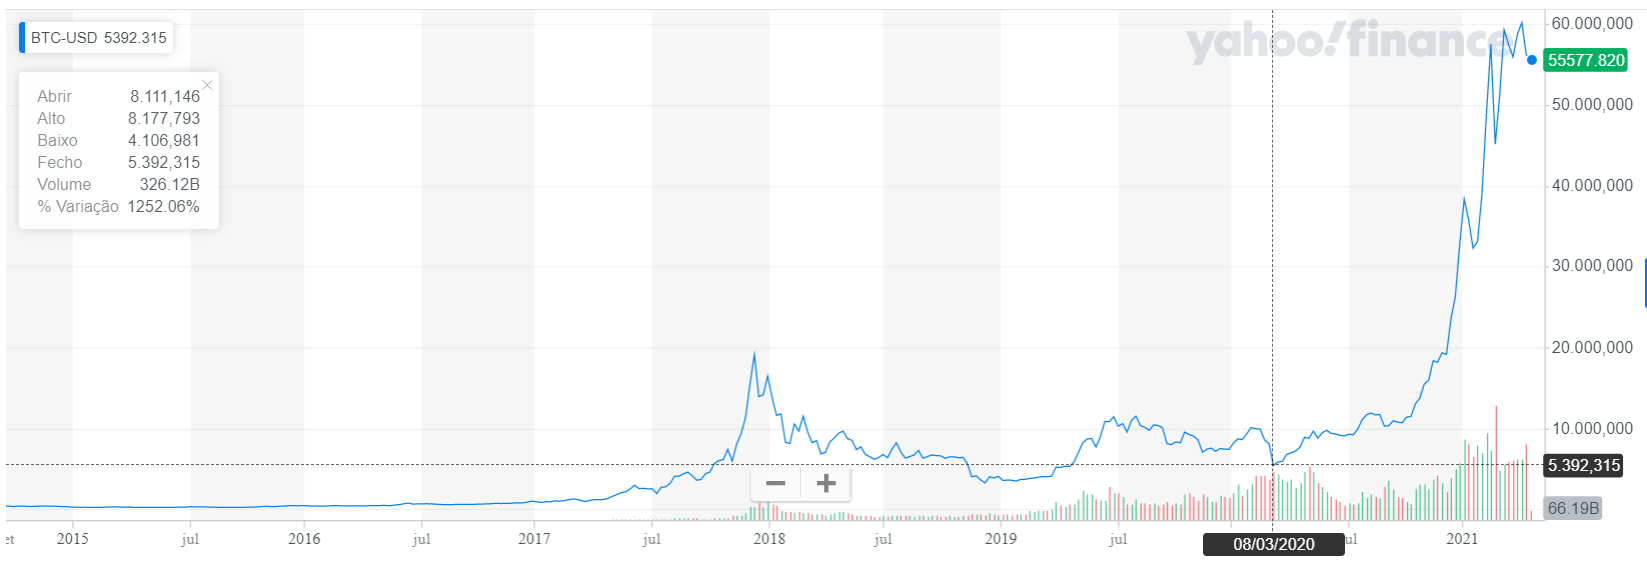 BTC-USD 5392.315
yahoo!finance
60.000,000
55577.820
Abrir 8.111,146
Alto 8.177,793
Baixo 4.106,981
Fecho 5.392,315
Volume 326.12B
% Variação 1252.06%
50.000,000
40.000,000
30.000,000
20.000,000
10.000,000
5.392,315
66.19B
et 2015 jul 2016 jul 2017 jul 2018 jul 2019 jul 08/03/2020 jul 2021